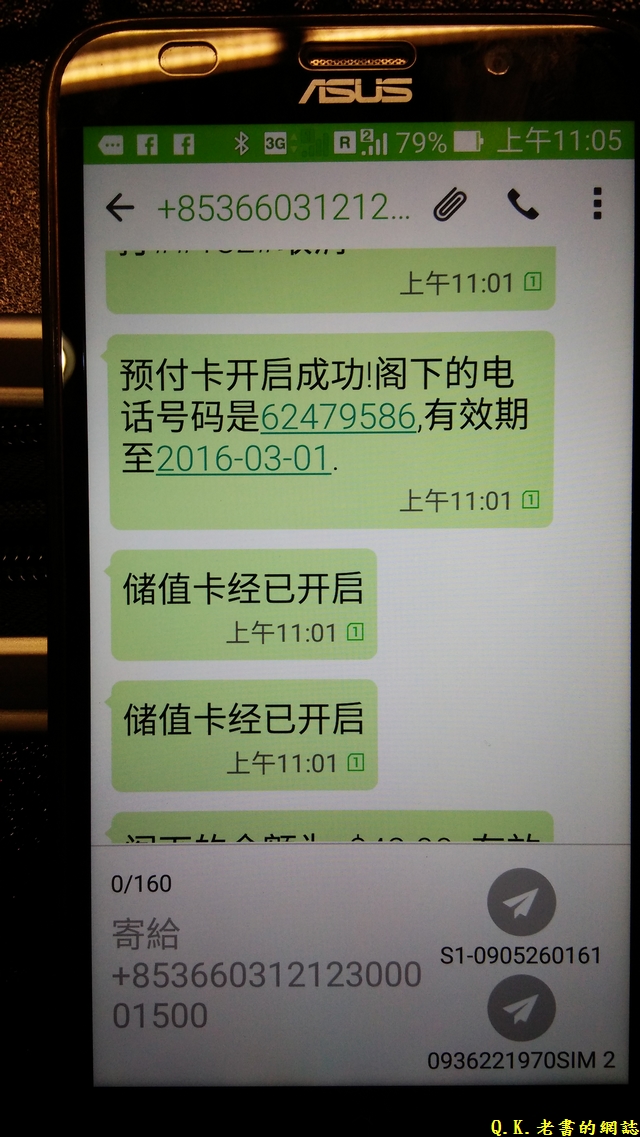 ASUS
3G R 2 79% 上午11:05
+85366031212...
上午11:01 1
预付卡开启成功!阁下的电
话号码是62479586,有效期
至2016-03-01.
上午11:01 1
储值卡经已开启
上午11:01 1
储值卡经已开启
上午11:01 1
0/160
寄給
+853660312123000
01500
S1-0905260161
0936221970SIM 2
Q.K.老書的網誌